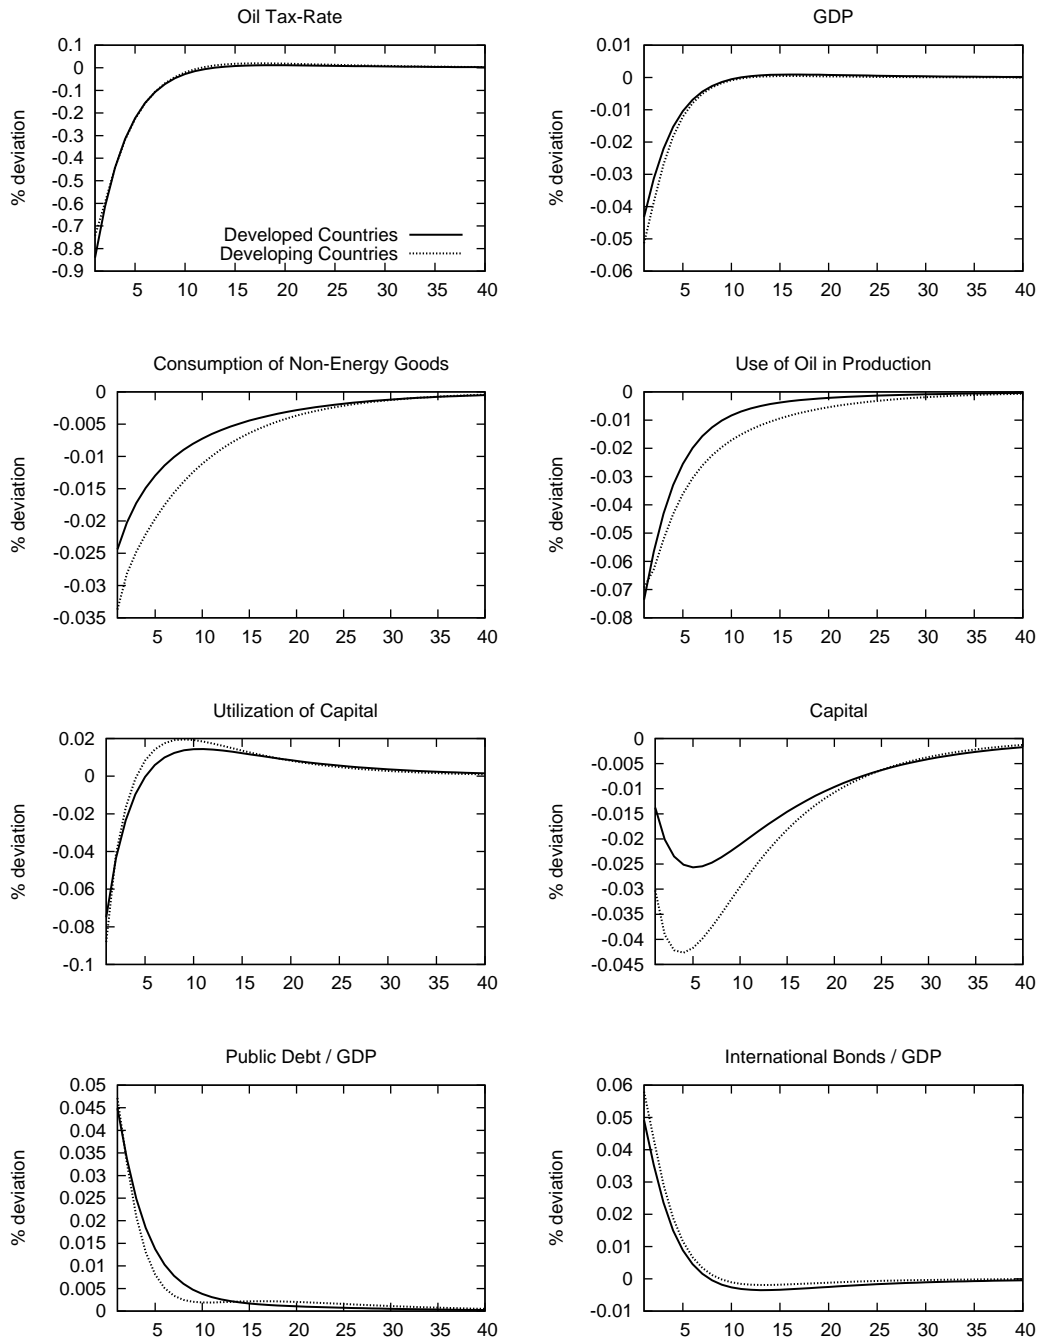 Oil Tax-Rate
0.1
0
-0.1
-0.2
-0.3
-0.4
-0.5
-0.6
-0.7
-0.8
-0.9
% deviation
Developed Countries
Developing Countries
5 10 15 20 25 30 35 40
GDP
0.01
0
-0.01
-0.02
-0.03
-0.04
-0.05
-0.06
% deviation
5 10 15 20 25 30 35 40
Consumption of Non-Energy Goods
0
-0.005
-0.01
-0.015
-0.02
-0.025
-0.03
-0.035
% deviation
5 10 15 20 25 30 35 40
Use of Oil in Production
0
-0.01
-0.02
-0.03
-0.04
-0.05
-0.06
-0.07
-0.08
% deviation
5 10 15 20 25 30 35 40
Utilization of Capital
0.02
0
-0.02
-0.04
-0.06
-0.08
-0.1
% deviation
5 10 15 20 25 30 35 40
Capital
0
-0.005
-0.01
-0.015
-0.02
-0.025
-0.03
-0.035
-0.04
-0.045
% deviation
5 10 15 20 25 30 35 40
Public Debt / GDP
0.05
0.045
0.04
0.035
0.03
0.025
0.02
0.015
0.01
0.005
0
% deviation
5 10 15 20 25 30 35 40
International Bonds / GDP
0.06
0.05
0.04
0.03
0.02
0.01
0
-0.01
% deviation
5 10 15 20 25 30 35 40